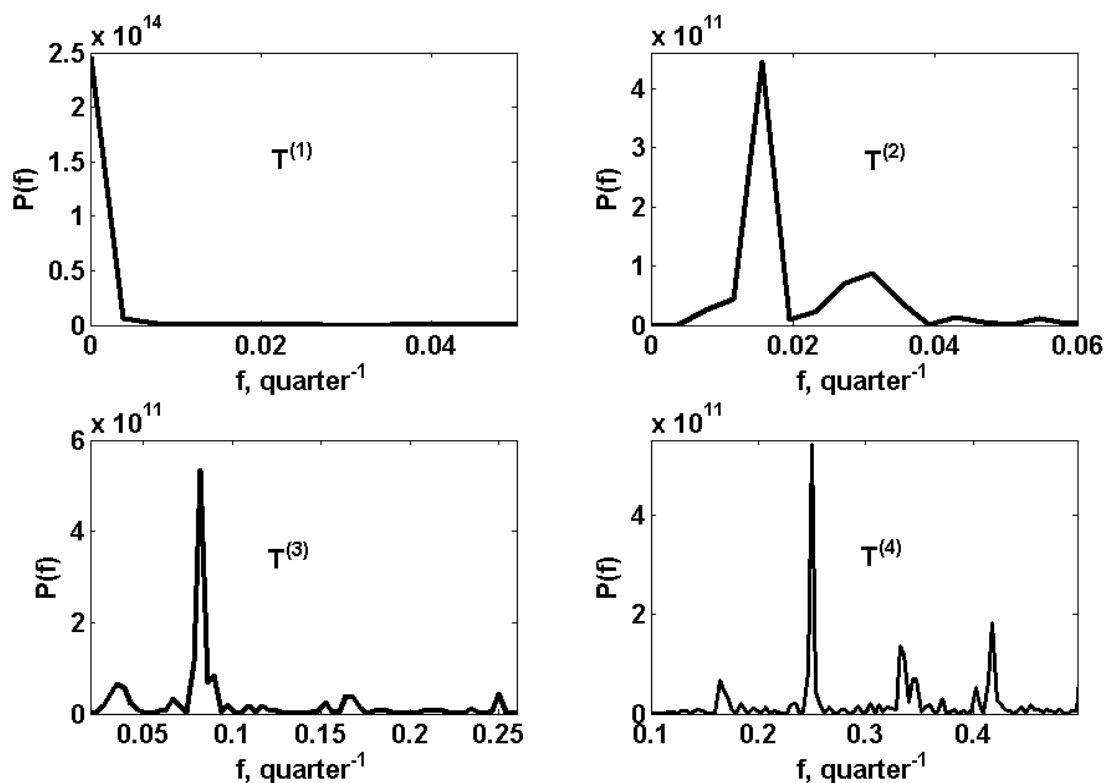 x 10^14
2.5
2
1.5
1
0.5
0
P(f)
T^(1)
0 0.02 0.04
f, quarter^-1
x 10^11
4
3
2
1
0
P(f)
T^(2)
0 0.02 0.04 0.06
f, quarter^-1
x 10^11
6
4
2
0
P(f)
T^(3)
0.05 0.1 0.15 0.2 0.25
f, quarter^-1
x 10^11
4
2
0
P(f)
T^(4)
0.1 0.2 0.3 0.4
f, quarter^-1